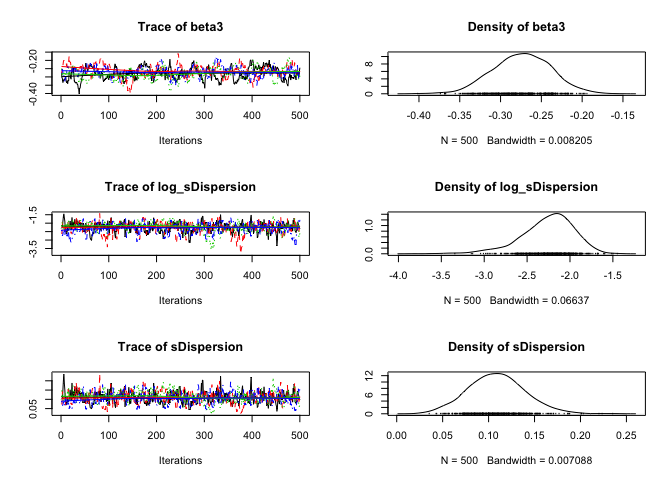 Trace of beta3
-0.20
-0.40
0 100 200 300 400 500
Iterations
Density of beta3
8
4
0
-0.40 -0.35 -0.30 -0.25 -0.20 -0.15
N = 500 Bandwidth = 0.008205
Trace of log_sDispersion
-1.5
-3.5
0 100 200 300 400 500
Iterations
Density of log_sDispersion
1.0
0.0
-4.0 -3.5 -3.0 -2.5 -2.0 -1.5
N = 500 Bandwidth = 0.06637
Trace of sDispersion
0.05
0 100 200 300 400 500
Iterations
Density of sDispersion
12
6
0
0.00 0.05 0.10 0.15 0.20 0.25
N = 500 Bandwidth = 0.007088